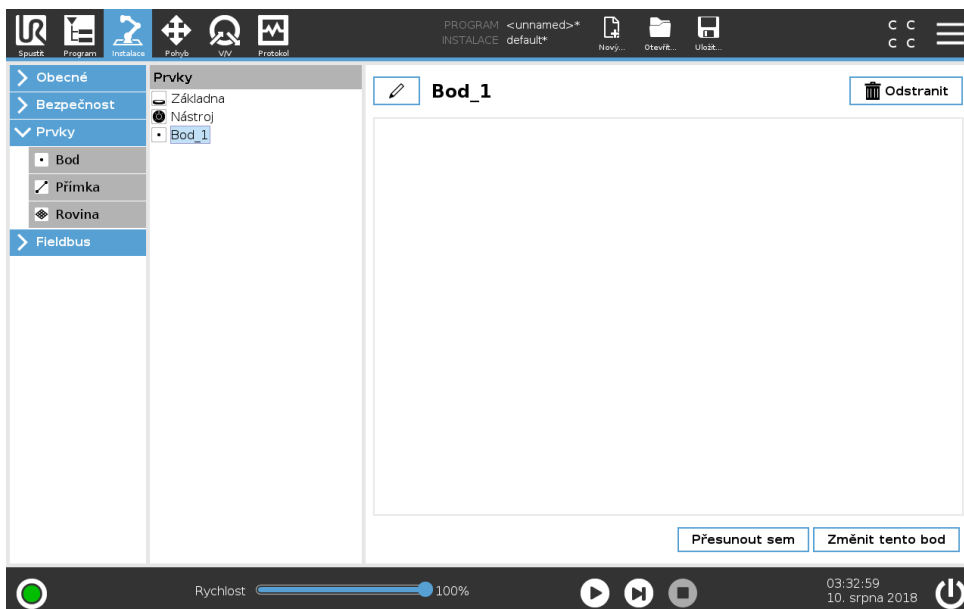 UR
Spustit
Program
Instalace
Pohyb
V/V
Protokol
PROGRAM <unnamed>*
INSTALACE default*
Nový...
Otevřít...
Uložit...
C C
C C
Obecné
Bezpečnost
Prvky
Bod
Přímka
Rovina
Fieldbus
Prvky
Základna
Nástroj
Bod_1
Bod_1
Odstranit
Přesunout sem
Změnit tento bod
Rychlost
100%
03:32:59
10. srpna 2018